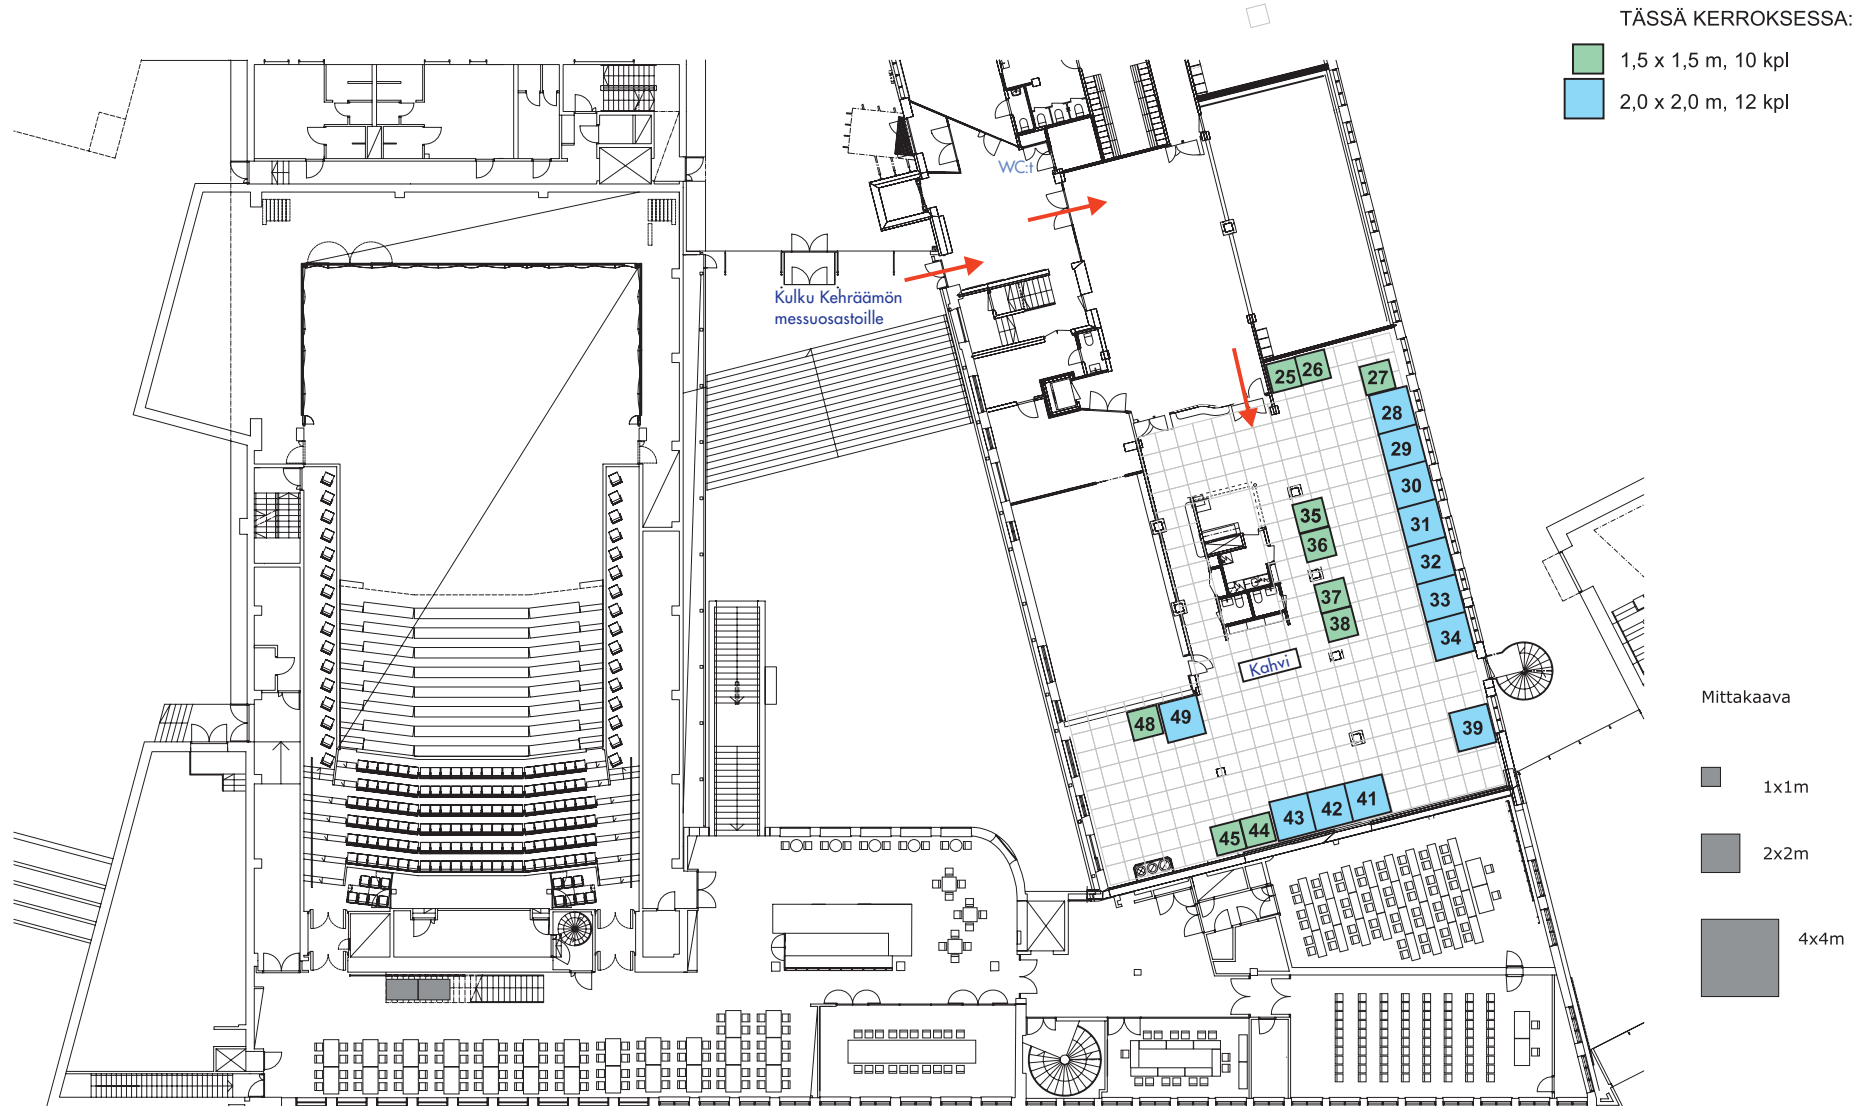 TÄSSÄ KERROKSESSA:
1,5 x 1,5 m, 10 kpl
2,0 x 2,0 m, 12 kpl
WC:t
Kulku Kehräämön
messuosastoille
25
26
27
28
29
30
31
32
33
34
35
36
37
38
Kahvi
39
48
49
41
42
43
44
45
Mittakaava
1x1m
2x2m
4x4m